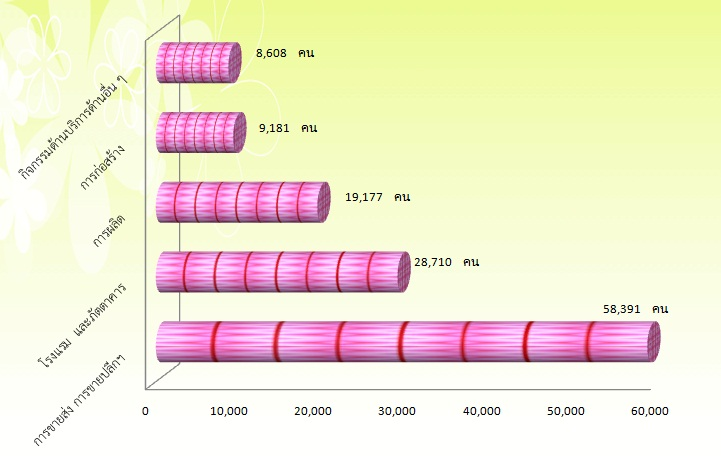 กิจกรรมด้านบริการด้านอื่น ๆ
8,608 คน
การก่อสร้าง
9,181 คน
การผลิต
19,177 คน
โรงแรม และภัตตาคาร
28,710 คน
การขายส่ง การขายปลีกฯ
58,391 คน
0 10,000 20,000 30,000 40,000 50,000 60,000